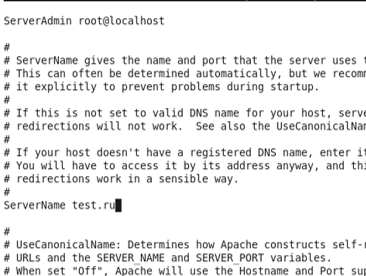 ServerAdmin root@localhost
#
# ServerName gives the name and port that the server uses
# This can often be determined automatically, but we recom
# it explicitly to prevent problems during startup.
#
# If this is not set to valid DNS name for your host, serve
# redirections will not work.  See also the UseCanonicalNa
#
# If your host doesn't have a registered DNS name, enter it
# You will have to access it by its address anyway, and thi
# redirections work in a sensible way.
#
ServerName test.ru
#
# UseCanonicalName: Determines how Apache constructs self-
# URLs and the SERVER_NAME and SERVER_PORT variables.
# When set "Off", Apache will use the Hostname and Port sup